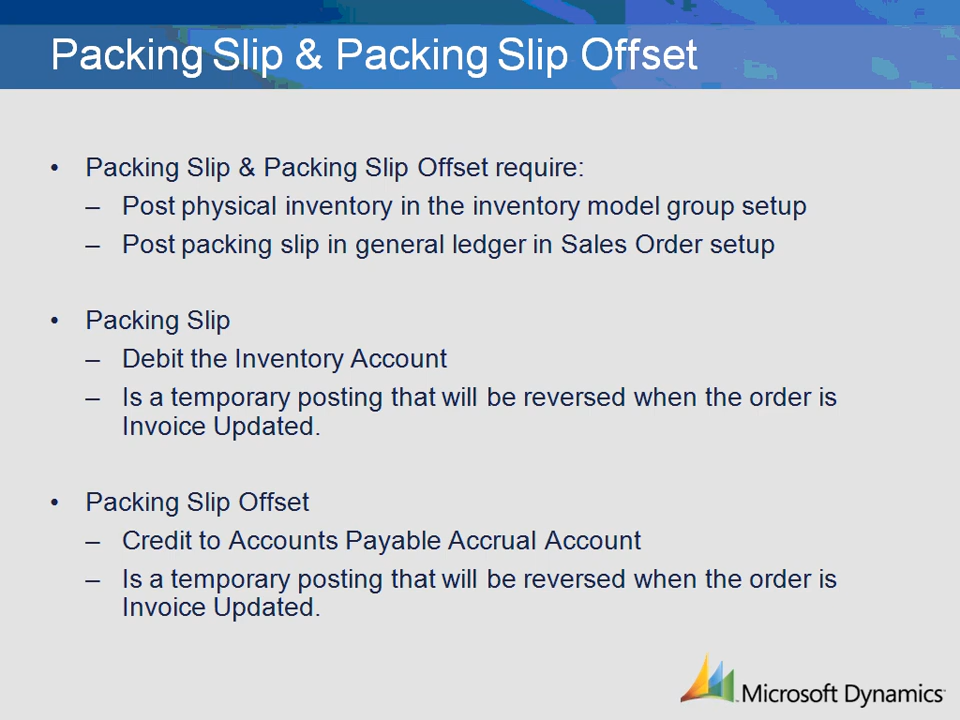 Packing Slip & Packing Slip Offset
• Packing Slip & Packing Slip Offset require:
– Post physical inventory in the inventory model group setup
– Post packing slip in general ledger in Sales Order setup
• Packing Slip
– Debit the Inventory Account
– Is a temporary posting that will be reversed when the order is
Invoice Updated.
• Packing Slip Offset
– Credit to Accounts Payable Accrual Account
– Is a temporary posting that will be reversed when the order is
Invoice Updated.
Microsoft Dynamics